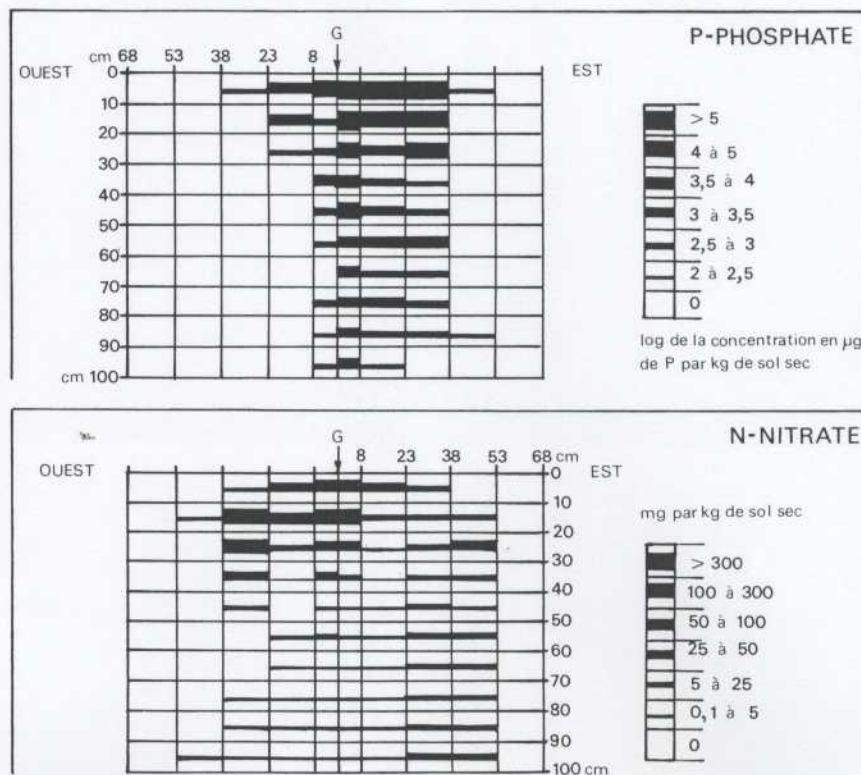 P-PHOSPHATE
G
cm 68 53 38 23 8
OUEST
EST
0
10
20
30
40
50
60
70
80
90
cm 100
> 5
4 à 5
3,5 à 4
3 à 3,5
2,5 à 3
2 à 2,5
0
log de la concentration en µg
de P par kg de sol sec
N-NITRATE
G
8 23 38 53 68 cm
OUEST
EST
0
10
20
30
40
50
60
70
80
90
100 cm
mg par kg de sol sec
> 300
100 à 300
50 à 100
25 à 50
5 à 25
0,1 à 5
0